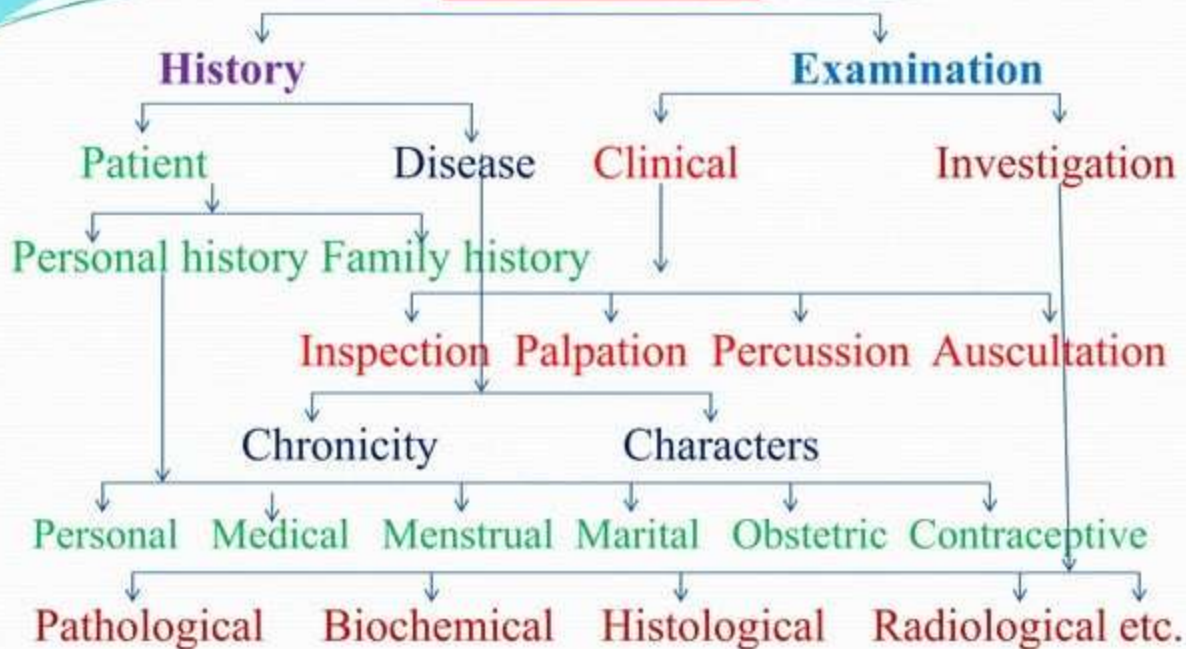 History Examination
Patient Disease Clinical Investigation
Personal history Family history
Inspection Palpation Percussion Auscultation
Chronicity Characters
Personal Medical Menstrual Marital Obstetric Contraceptive
Pathological Biochemical Histological Radiological etc.